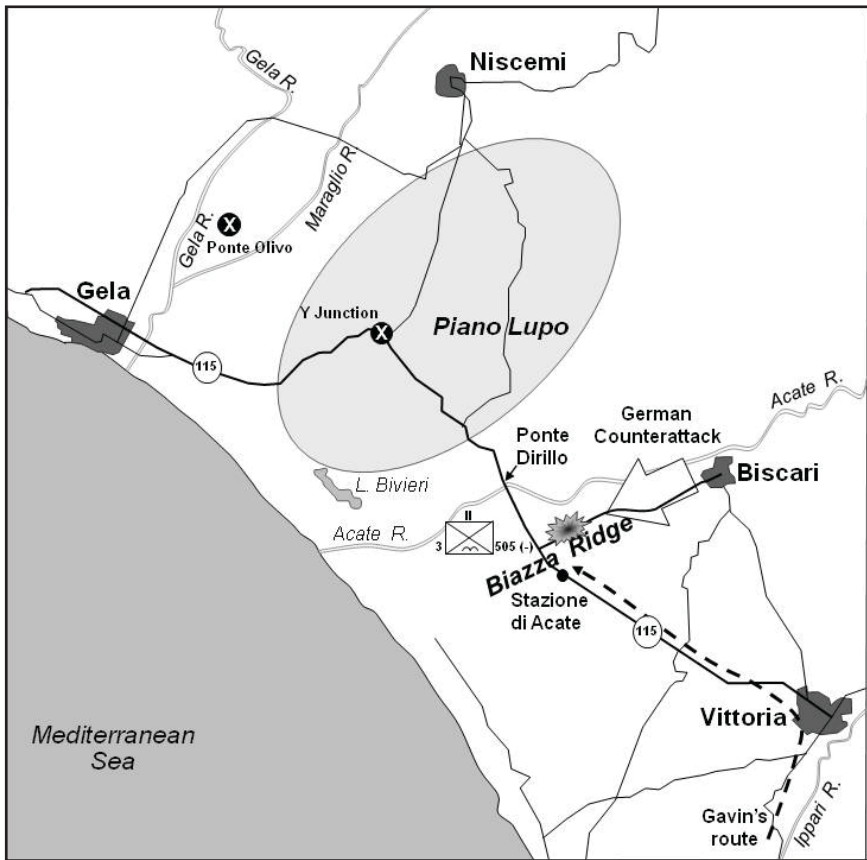 Gela R.
Niscemi
Maraglio R.
Gela R.
X
Ponte Olivo
Gela
Y Junction
X
Piano Lupo
115
Acate R.
German
Counterattack
Ponte
Dirillo
Biscari
L. Bivieri
Acate R.
II
3
505 (-)
Biazza Ridge
Stazione
di Acate
115
Vittoria
Mediterranean
Sea
Gavin's
route
Ippari R.